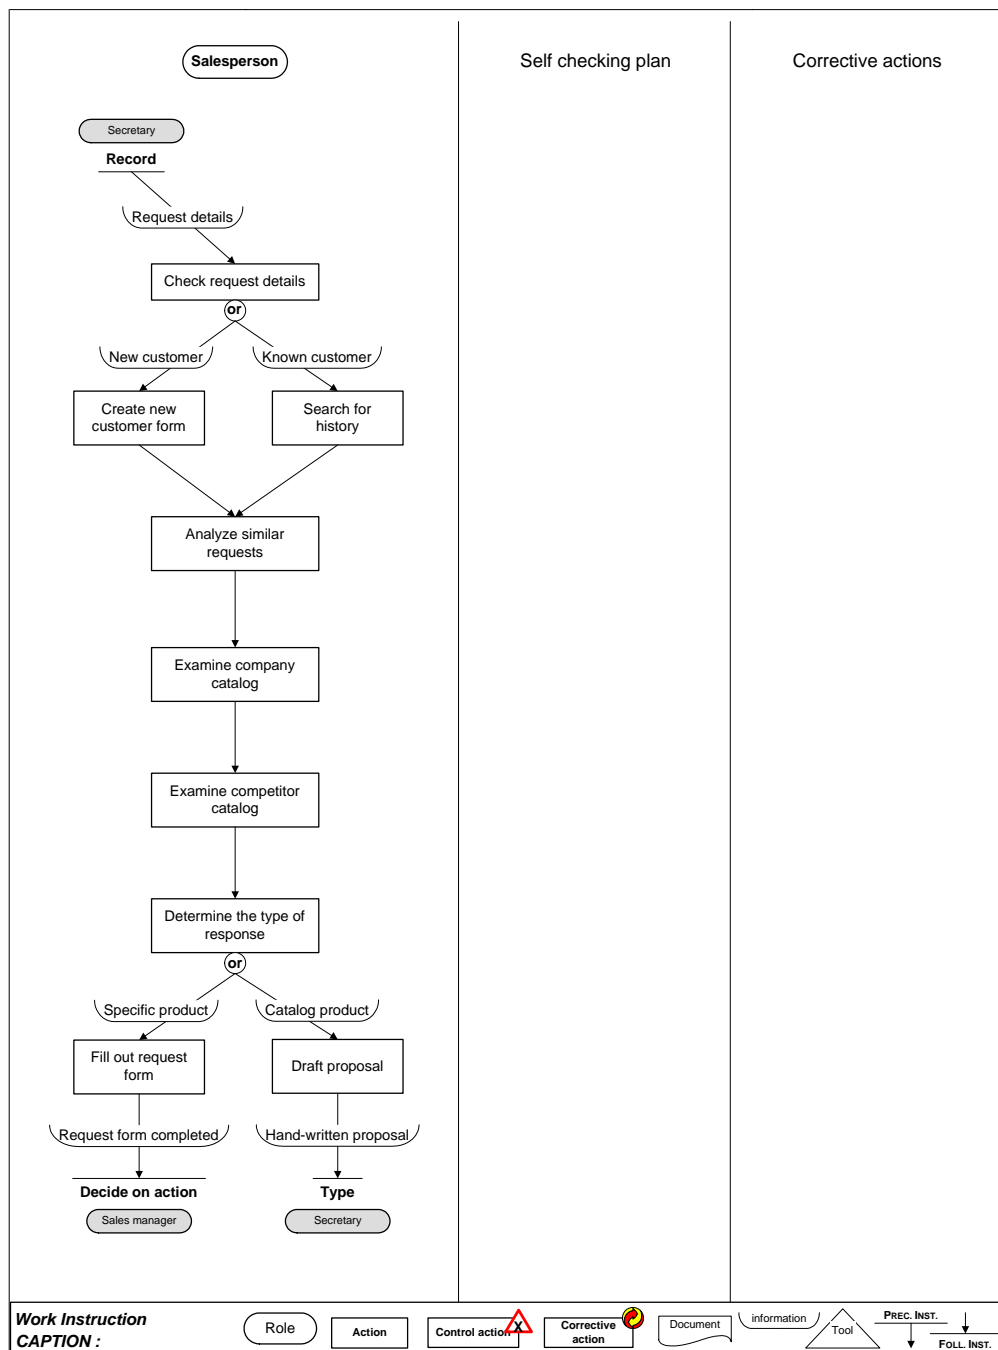 Salesperson
Self checking plan
Corrective actions
Secretary
Record
Request details
Check request details
or
New customer
Known customer
Create new
customer form
Search for
history
Analyze similar
requests
Examine company
catalog
Examine competitor
catalog
Determine the type of
response
or
Specific product
Catalog product
Fill out request
form
Draft proposal
Request form completed
Hand-written proposal
Decide on action
Type
Sales manager
Secretary
Work Instruction
CAPTION :
Role
Action
Control action
X
Corrective
action
Document
information
Tool
PREC. INST.
FOLL. INST.